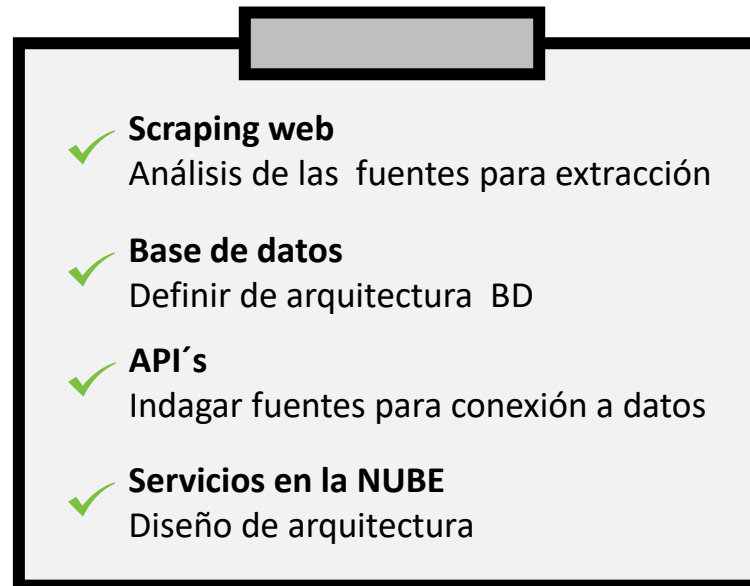 Scraping web
Análisis de las  fuentes para extracción
Base de datos
Definir de arquitectura  BD
API´s
Indagar fuentes para conexión a datos
Servicios en la NUBE
Diseño de arquitectura